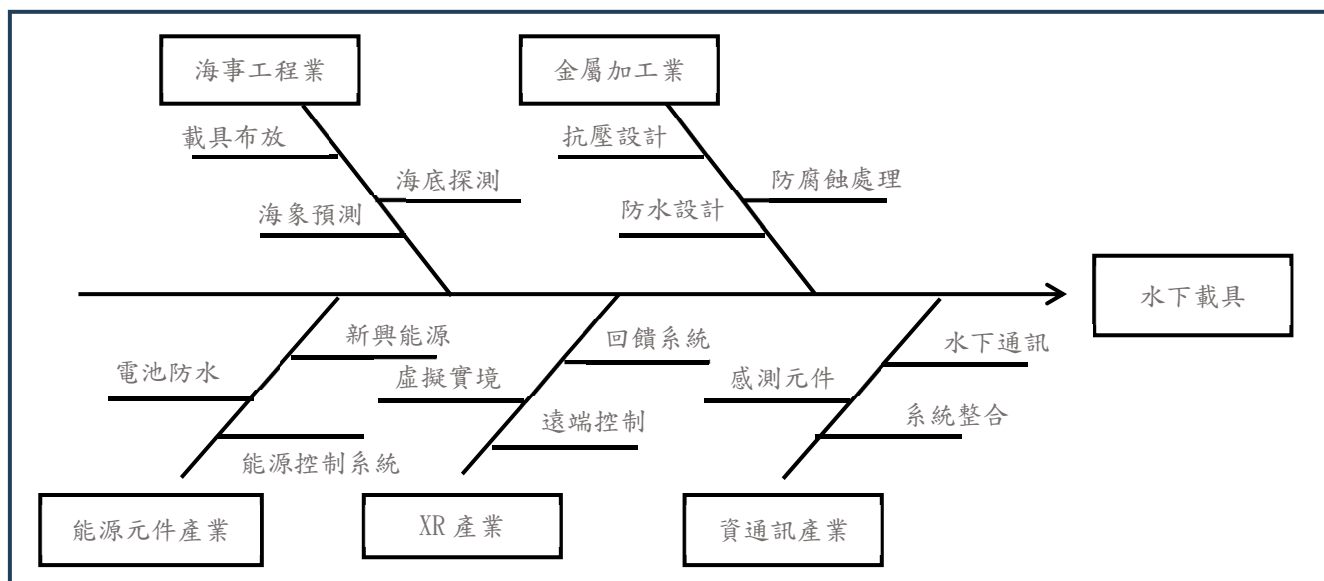 海事工程業
金屬加工業
載具布放
抗壓設計
海底探測
防腐蝕處理
海象預測
防水設計
水下載具
新興能源
回饋系統
水下通訊
電池防水
虛擬實境
感測元件
遠端控制
系統整合
能源控制系統
能源元件產業
XR 產業
資通訊產業